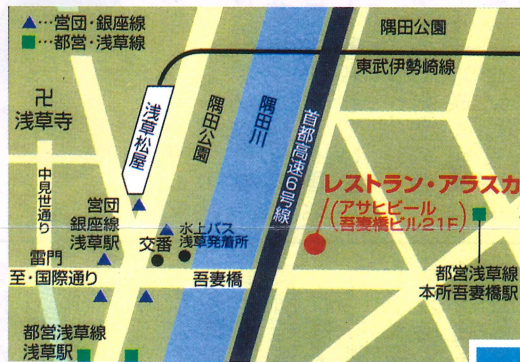 ▲…営団・銀座線
■…都営・浅草線
隅田公園
東武伊勢崎線
卍
浅草寺
浅草松屋
隅田公園
隅田川
首都高速6号線
中見世通り
レストラン・アラスカ
(アサヒビール
吾妻橋ビル21F)
営団
銀座線
浅草駅
交番
水上バス
浅草発着所
雷門
至・国際通り
吾妻橋
都営浅草線
本所吾妻橋駅
都営浅草線
浅草駅